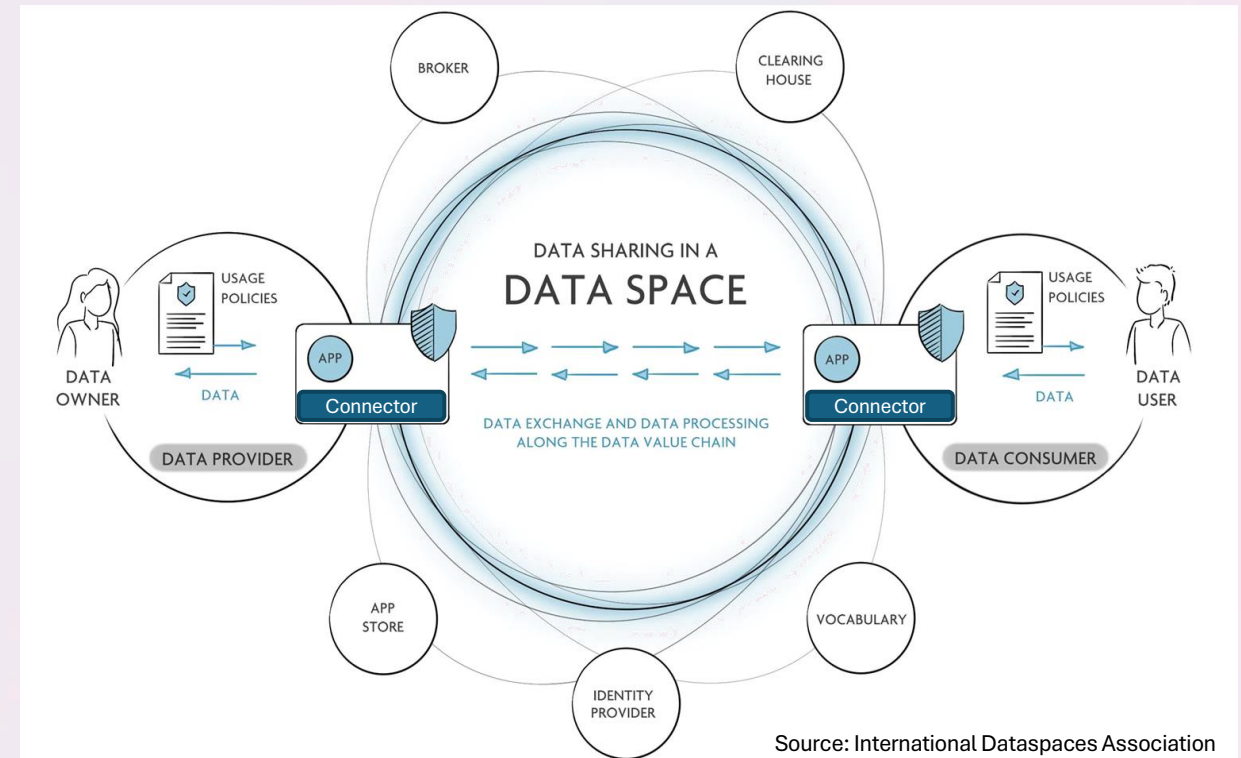 BROKER
CLEARING
HOUSE
DATA SHARING IN A
DATA SPACE
USAGE
POLICIES
DATA
DATA
OWNER
DATA PROVIDER
APP
Connector
DATA EXCHANGE AND DATA PROCESSING
ALONG THE DATA VALUE CHAIN
APP
Connector
USAGE
POLICIES
DATA
DATA
USER
DATA CONSUMER
APP
STORE
IDENTITY
PROVIDER
VOCABULARY
Source: International Dataspaces Association